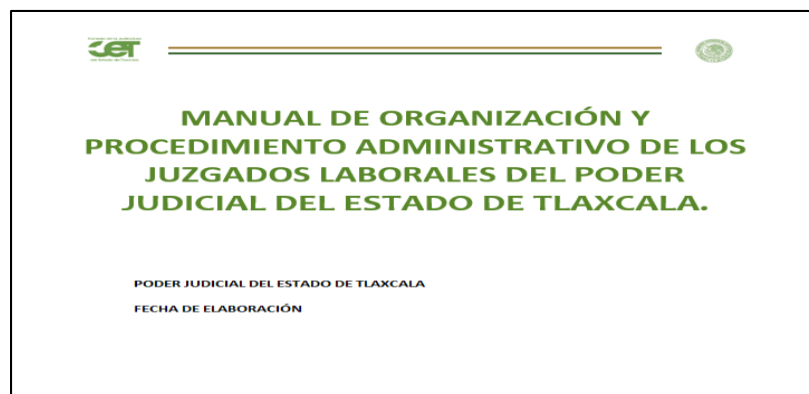 CET
MANUAL DE ORGANIZACIÓN Y
PROCEDIMIENTO ADMINISTRATIVO DE LOS
JUZGADOS LABORALES DEL PODER
JUDICIAL DEL ESTADO DE TLAXCALA.
PODER JUDICIAL DEL ESTADO DE TLAXCALA
FECHA DE ELABORACIÓN